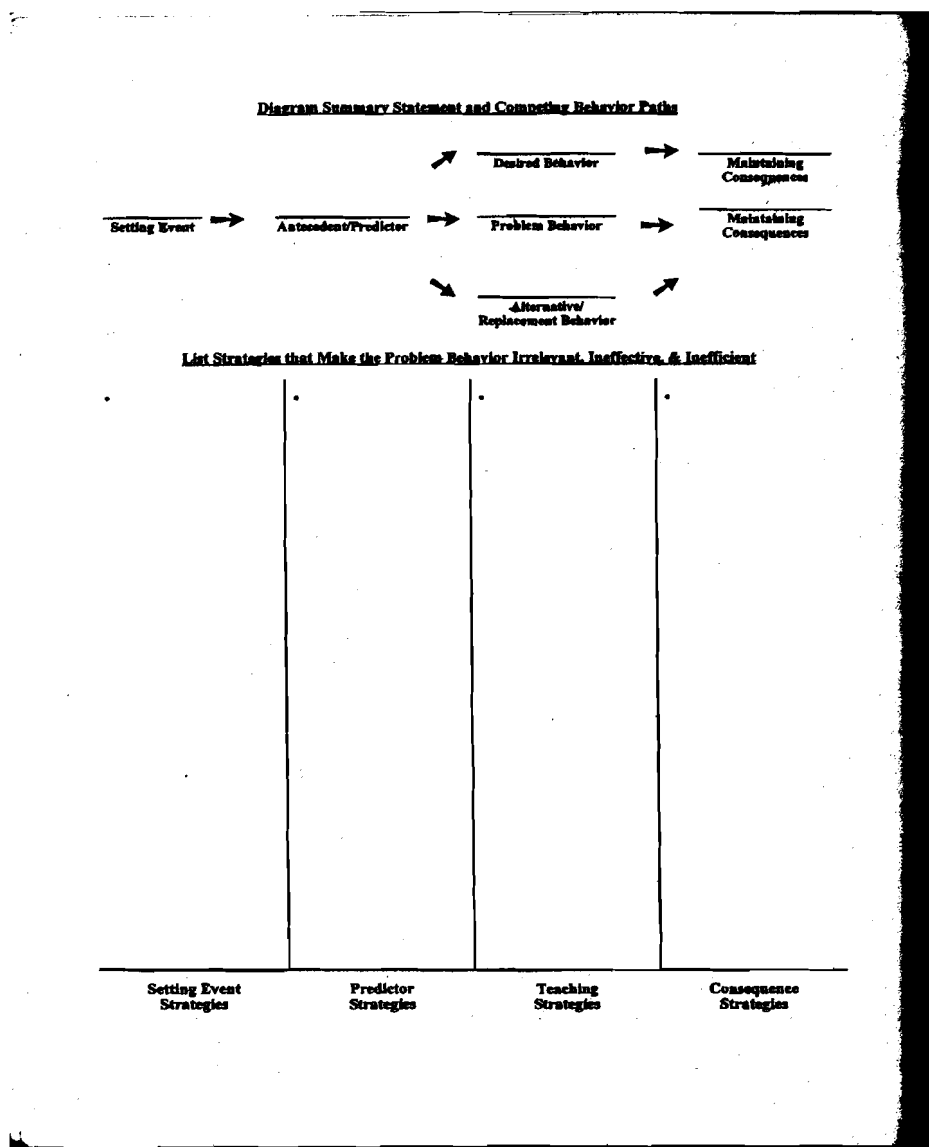 Diagram Summary Statement and Competing Behavior Paths
Desired Behavior
Maintaining
Consequences
Setting Event
Antecedent/Predictor
Problem Behavior
Maintaining
Consequences
Alternative/
Replacement Behavior
List Strategies that Make the Problem Behavior Irrelevant, Ineffective, & Inefficient
Setting Event
Strategies
Predictor
Strategies
Teaching
Strategies
Consequence
Strategies